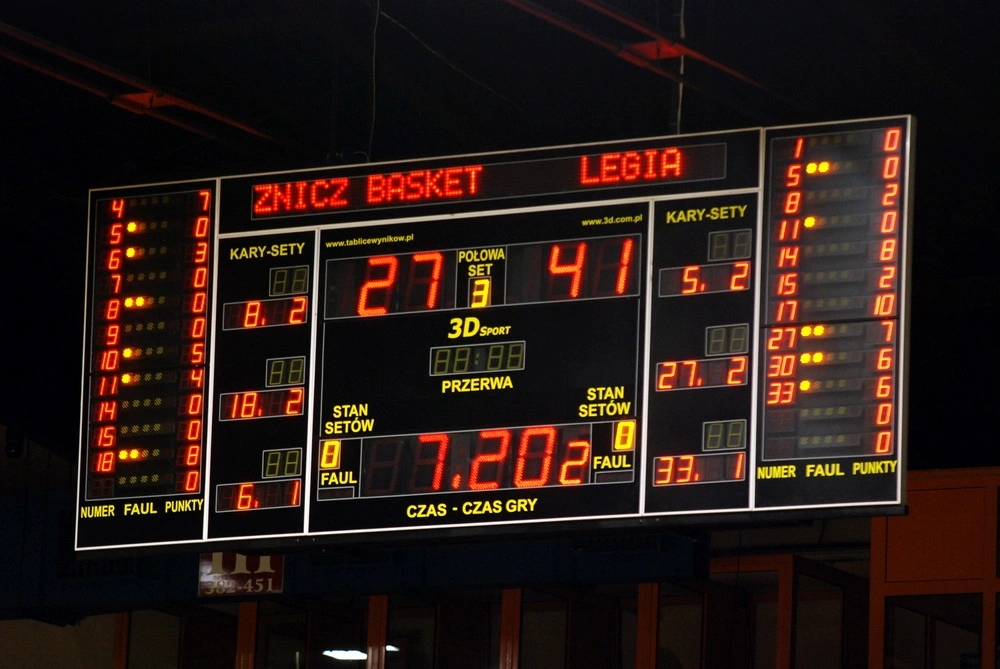 ZNICZ BASKET LEGIA
4 7
5 0
6 3
7 0
8 0
9 0
10 5
11 4
14 0
15 0
18 8
0
NUMER FAUL PUNKTY
KARY-SETY
8. 2
18. 2
6. 1
www.tablicewynikow.pl
www.3d.com.pl
27
POŁOWA
SET
3
41
3D SPORT
PRZERWA
STAN
SETÓW
0
FAUL
7.202
STAN
SETÓW
0
FAUL
CZAS - CZAS GRY
KARY-SETY
5. 2
27. 2
33. 1
1 0
5 0
8 2
11 0
14 8
15 2
17 10
27 7
30 6
33 6
0
0
NUMER FAUL PUNKTY
382-451